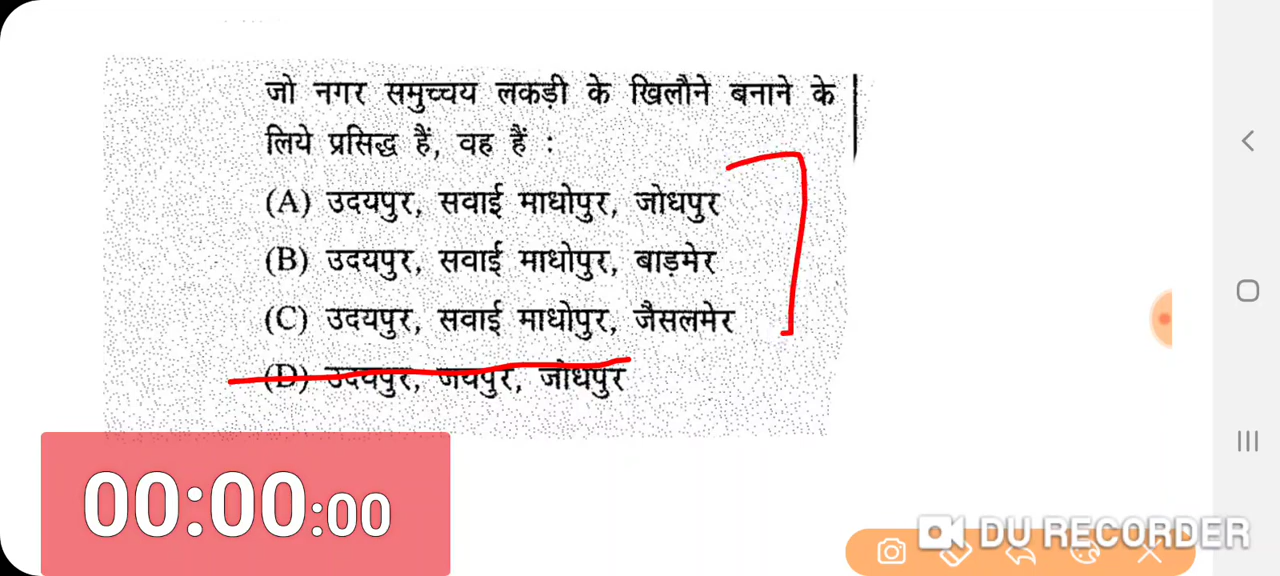 जो नगर समुच्चय लकड़ी के खिलौने बनाने के
लिये प्रसिद्ध हैं, वह हैं :
(A) उदयपुर, सवाई माधोपुर, जोधपुर
(B) उदयपुर, सवाई माधोपुर, बाड़मेर
(C) उदयपुर, सवाई माधोपुर, जैसलमेर
(D) उदयपुर, जयपुर, जोधपुर
00:00:00
DU RECORDER